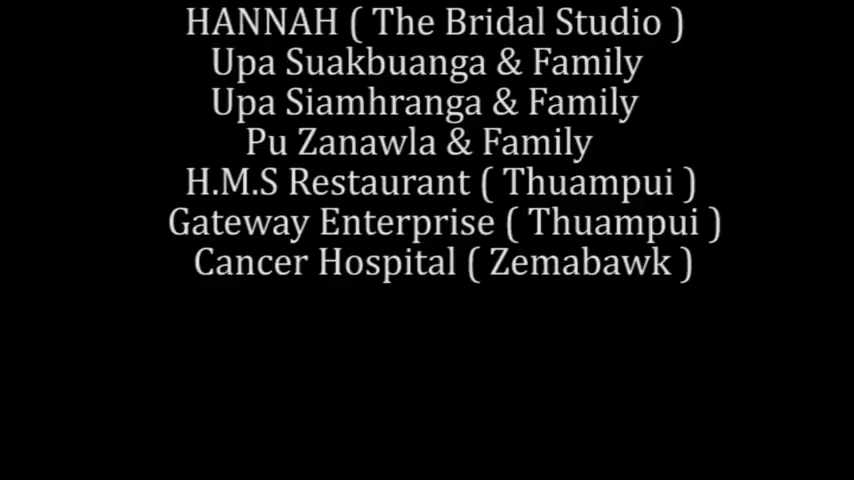 HANNAH ( The Bridal Studio )
Upa Suakbuanga & Family
Upa Siamhranga & Family
Pu Zanawla & Family
H.M.S Restaurant ( Thuampui )
Gateway Enterprise ( Thuampui )
Cancer Hospital ( Zemabawk )